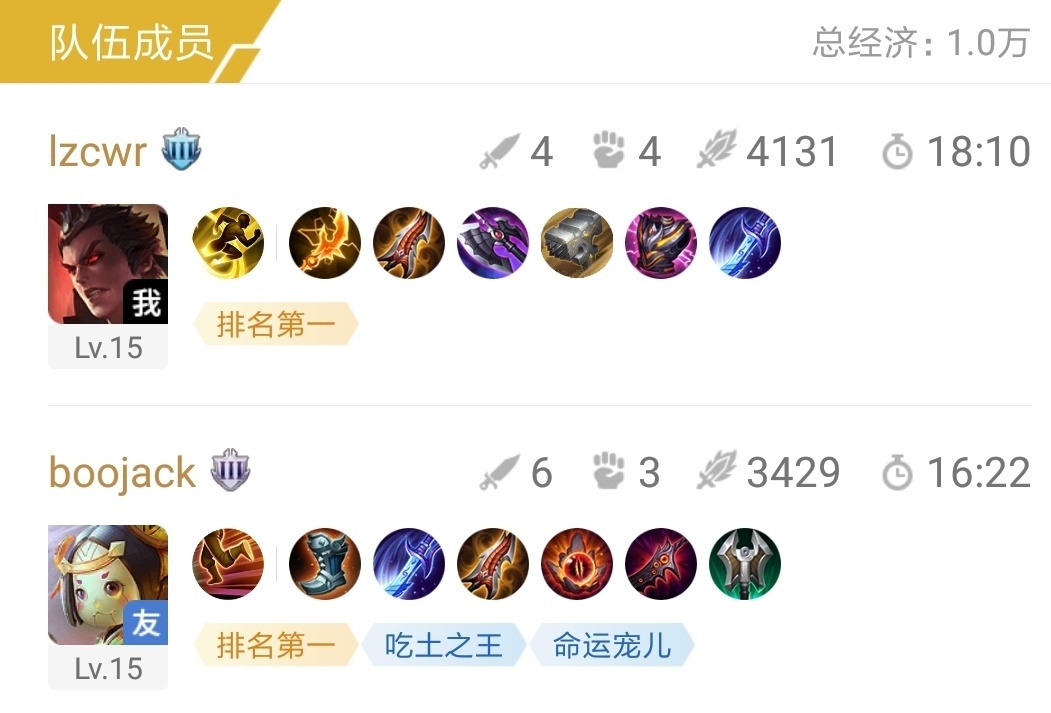 队伍成员 总经济：1.0万
lzcwr 4 4 4131 18:10
我
Lv.15
排名第一
boojack 6 3 3429 16:22
友
Lv.15
排名第一 吃土之王 命运宠儿